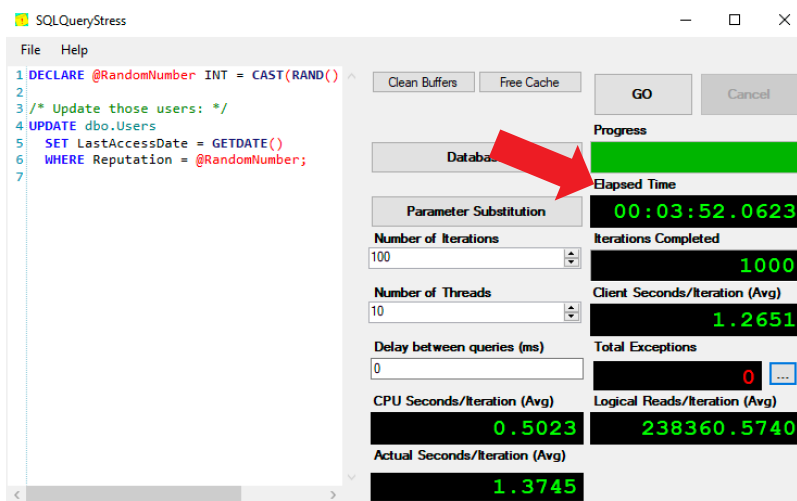 SQLQueryStress
File Help
1 DECLARE @RandomNumber INT = CAST(RAND()
2
3 /* Update those users: */
4 UPDATE dbo.Users
5 SET LastAccessDate = GETDATE()
6 WHERE Reputation = @RandomNumber;
7
Clean Buffers
Free Cache
GO
Cancel
Progress
Databas
Elapsed Time
00:03:52.0623
Parameter Substitution
Number of Iterations
100
Iterations Completed
1000
Number of Threads
10
Client Seconds/Iteration (Avg)
1.2651
Delay between queries (ms)
0
Total Exceptions
0
...
CPU Seconds/Iteration (Avg)
0.5023
Logical Reads/Iteration (Avg)
238360.5740
Actual Seconds/Iteration (Avg)
1.3745